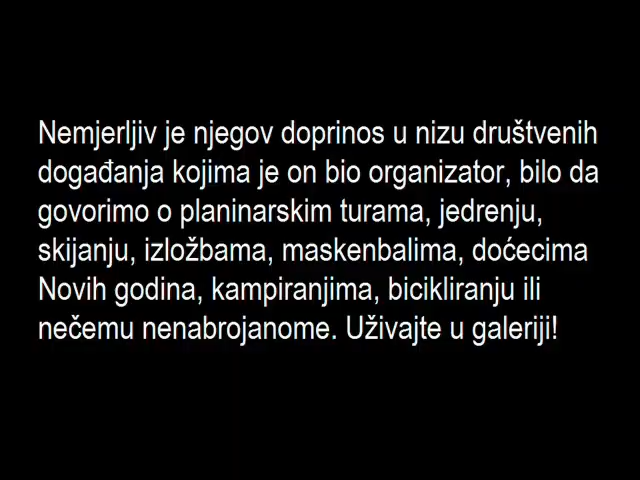 Nemjerljiv je njegov doprinos u nizu društvenih
događanja kojima je on bio organizator, bilo da
govorimo o planinarskim turama, jedrenju,
skijanju, izložbama, maskenbalima, doćecima
Novih godina, kampiranjima, bicikliranju ili
nečemu nenabrojanome. Uživajte u galeriji!